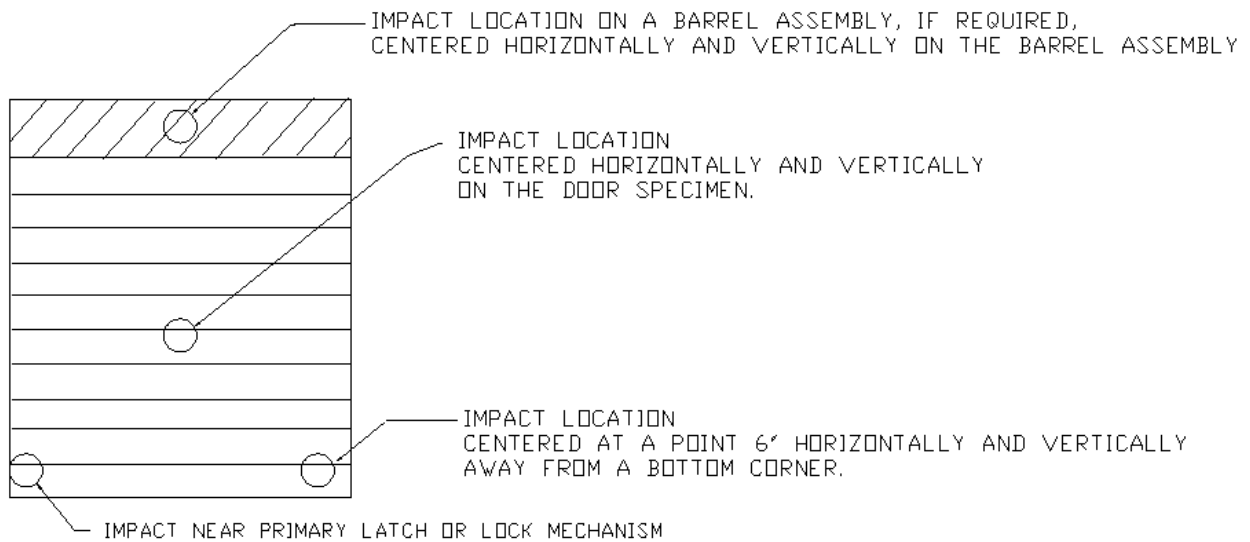 IMPACT LOCATION ON A BARREL ASSEMBLY, IF REQUIRED,
CENTERED HORIZONTALLY AND VERTICALLY ON THE BARREL ASSEMBLY
IMPACT LOCATION
CENTERED HORIZONTALLY AND VERTICALLY
ON THE DOOR SPECIMEN.
IMPACT LOCATION
CENTERED AT A POINT 6" HORIZONTALLY AND VERTICALLY
AWAY FROM A BOTTOM CORNER.
IMPACT NEAR PRIMARY LATCH OR LOCK MECHANISM